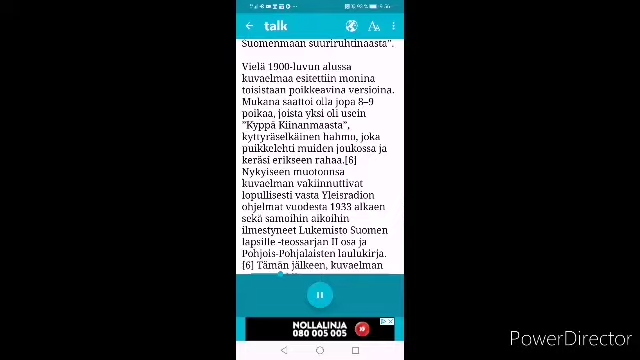 talk
Suomenmaan suuriruhtinaasta".
Vielä 1900-luvun alussa
kuvaelmaa esitettiin monina
toisistaan poikkeavina versioina.
Mukana saattoi olla jopa 8–9
poikaa, joista yksi oli usein
"Kyppä Kiinanmaasta",
kyttyräselkäinen hahmo, joka
puikkelehti muiden joukossa ja
keräsi erikseen rahaa.[6]
Nykyiseen muotoonsa
kuvaelman vakiinnuttivat
lopullisesti vasta Yleisradion
ohjelmat vuodesta 1933 alkaen
sekä samoihin aikoihin
ilmestyneet Lukemisto Suomen
lapsille -teossarjan II osa ja
Pohjois-Pohjalaisten laulukirja.
[6] Tämän jälkeen, kuvaelman
NOLLALINJA
080 005 005
PowerDirector